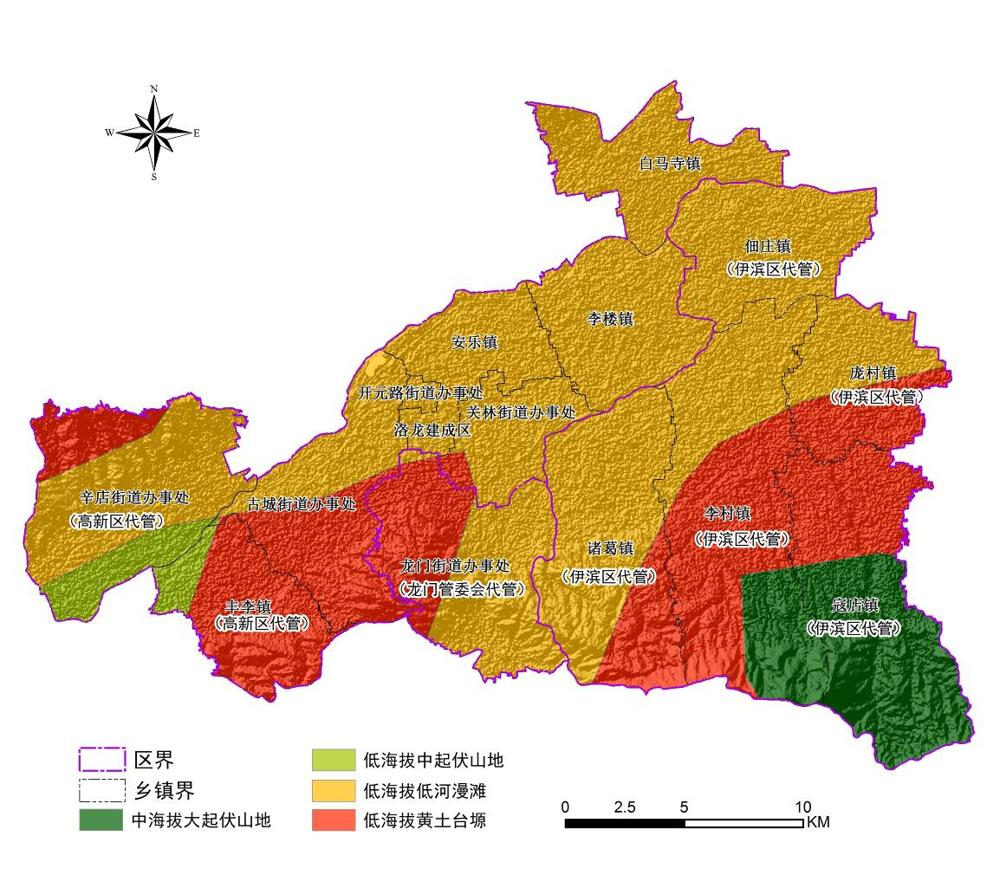 N
W
E
S
白马寺镇
佃庄镇
(伊滨区代管)
李楼镇
安乐镇
庞村镇
(伊滨区代管)
开元路街道办事处
关林街道办事处
洛龙建成区
辛店街道办事处
(高新区代管)
古城街道办事处
李村镇
(伊滨区代管)
诸葛镇
(伊滨区代管)
龙门街道办事处
(龙门管委会代管)
丰李镇
(高新区代管)
寇店镇
(伊滨区代管)
区界
乡镇界
中海拔大起伏山地
低海拔中起伏山地
低海拔低河漫滩
低海拔黄土台塬
0 2.5 5 10
KM